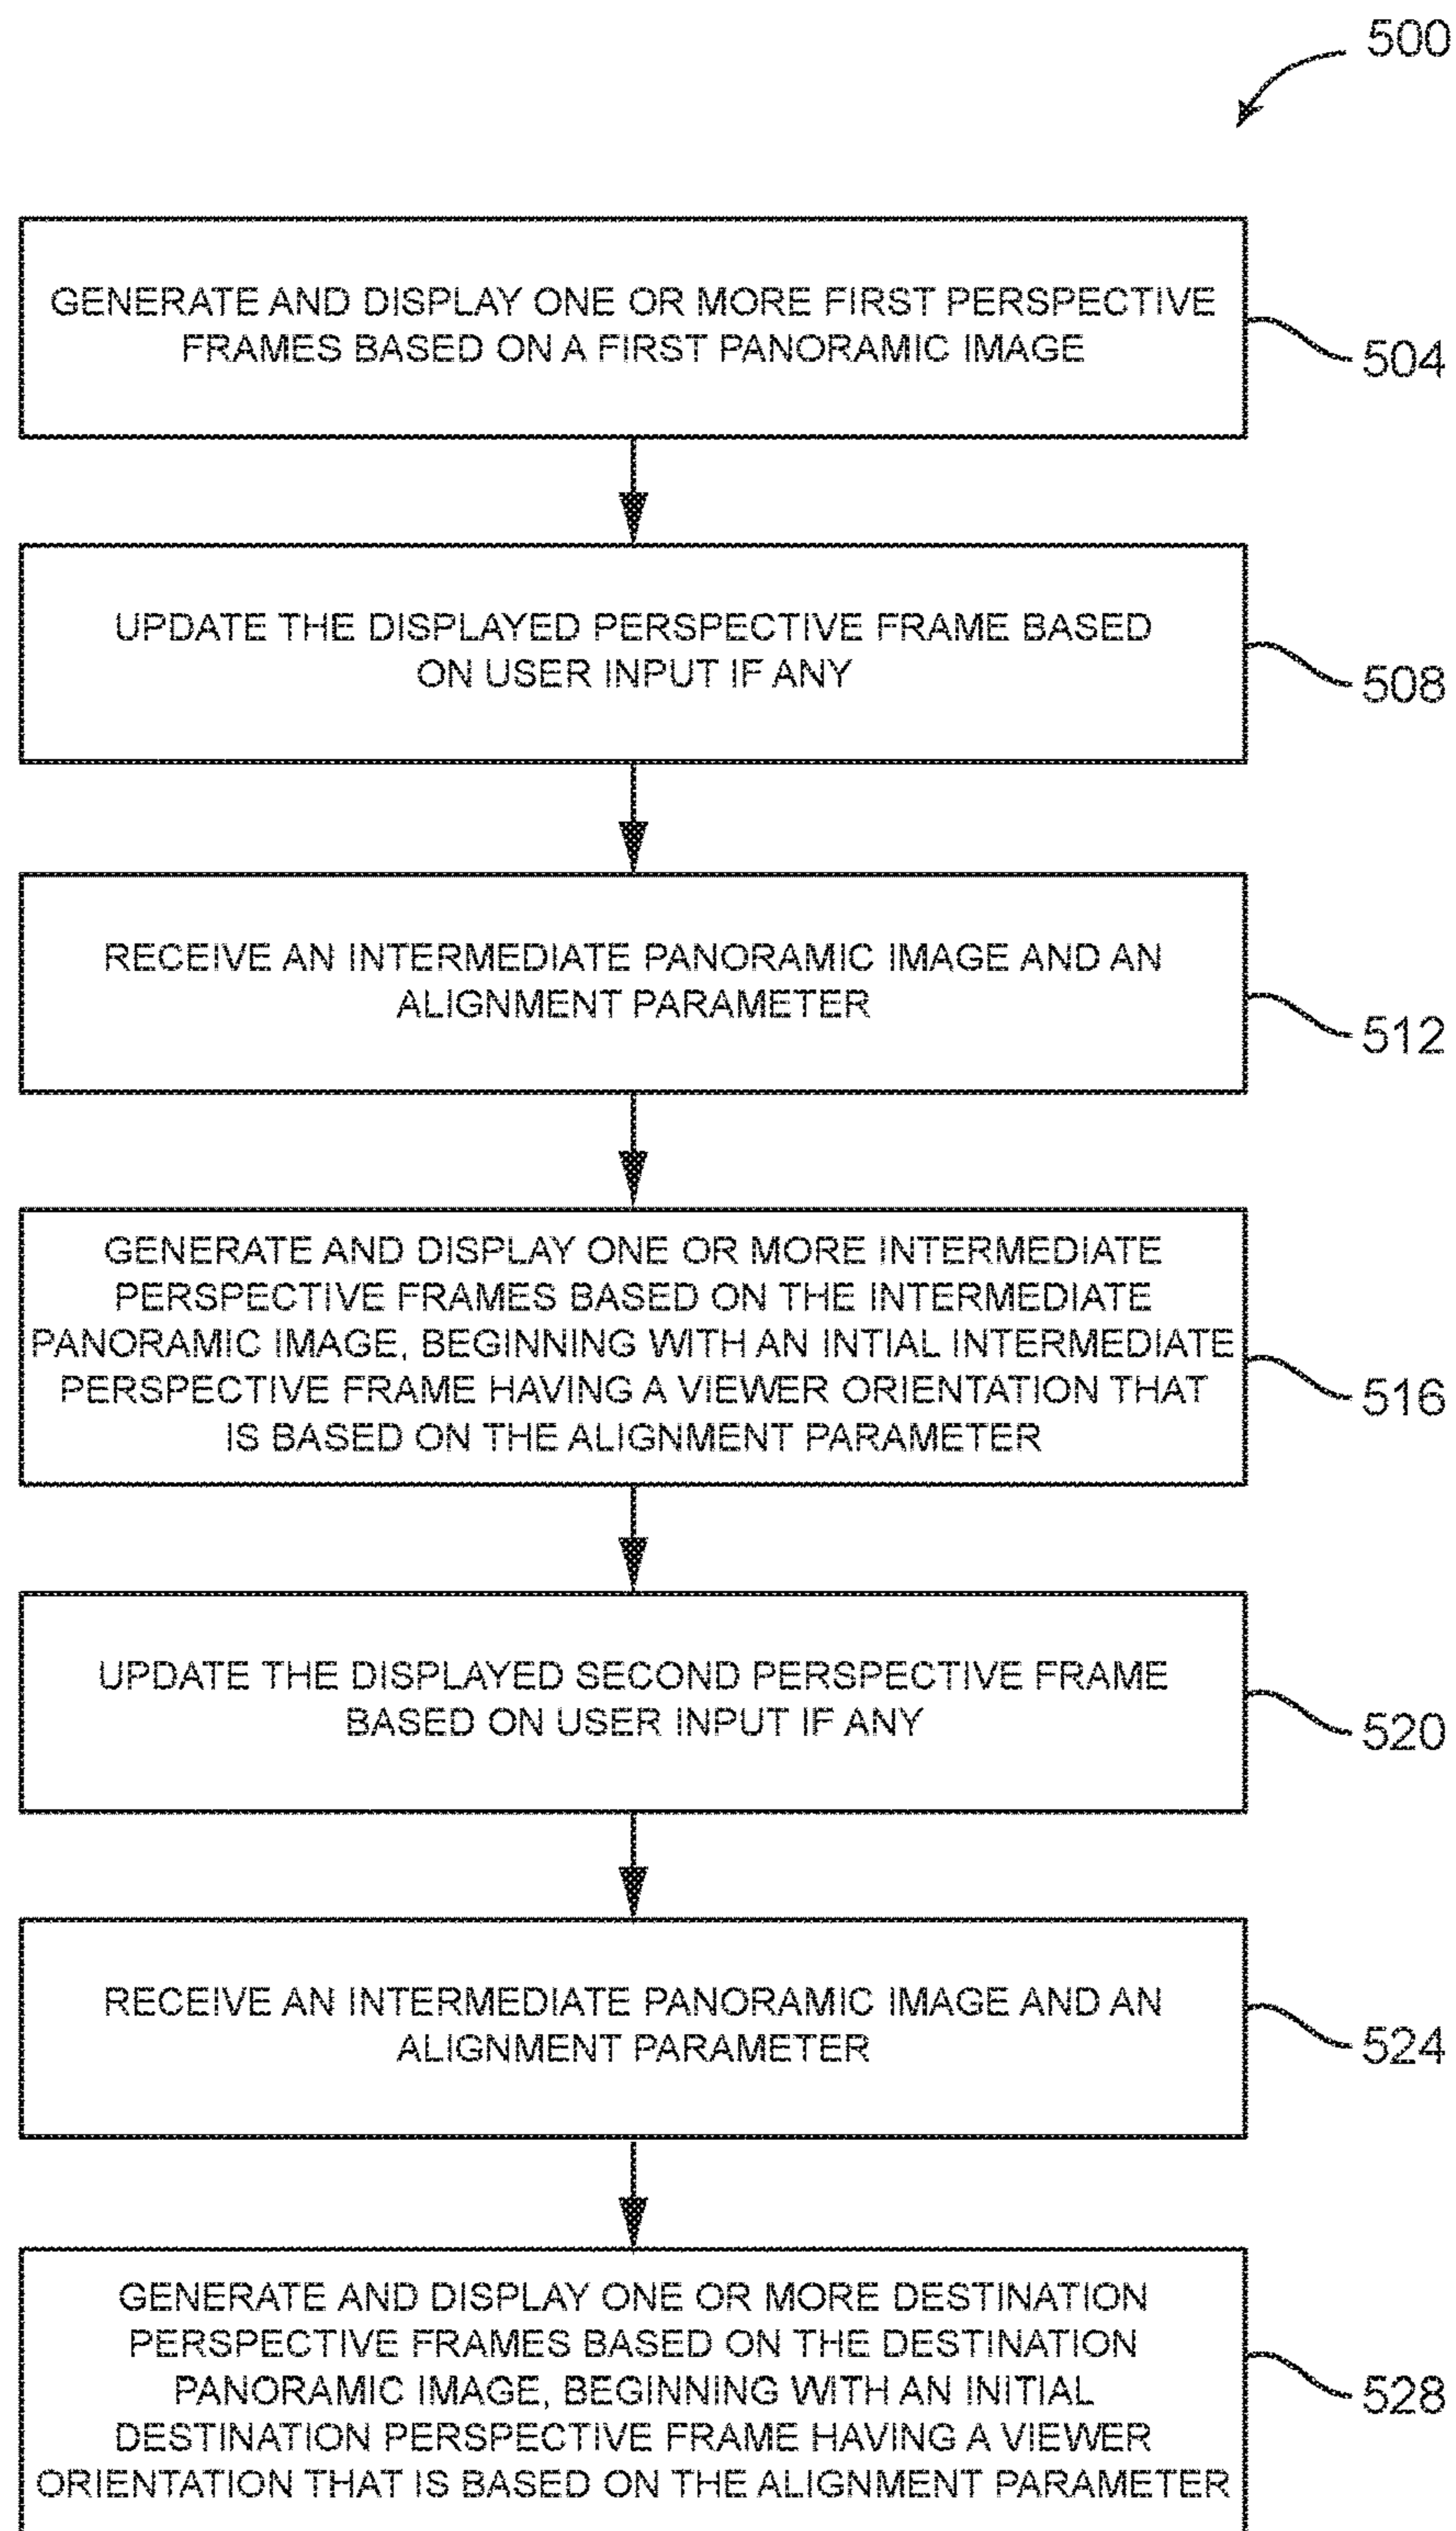 500
GENERATE AND DISPLAY ONE OR MORE FIRST PERSPECTIVE
FRAMES BASED ON A FIRST PANORAMIC IMAGE
504
UPDATE THE DISPLAYED PERSPECTIVE FRAME BASED
ON USER INPUT IF ANY
508
RECEIVE AN INTERMEDIATE PANORAMIC IMAGE AND AN
ALIGNMENT PARAMETER
512
GENERATE AND DISPLAY ONE OR MORE INTERMEDIATE
PERSPECTIVE FRAMES BASED ON THE INTERMEDIATE
PANORAMIC IMAGE, BEGINNING WITH AN INTIAL INTERMEDIATE
PERSPECTIVE FRAME HAVING A VIEWER ORIENTATION THAT
IS BASED ON THE ALIGNMENT PARAMETER
516
UPDATE THE DISPLAYED SECOND PERSPECTIVE FRAME
BASED ON USER INPUT IF ANY
520
RECEIVE AN INTERMEDIATE PANORAMIC IMAGE AND AN
ALIGNMENT PARAMETER
524
GENERATE AND DISPLAY ONE OR MORE DESTINATION
PERSPECTIVE FRAMES BASED ON THE DESTINATION
PANORAMIC IMAGE, BEGINNING WITH AN INITIAL
DESTINATION PERSPECTIVE FRAME HAVING A VIEWER
ORIENTATION THAT IS BASED ON THE ALIGNMENT PARAMETER
528